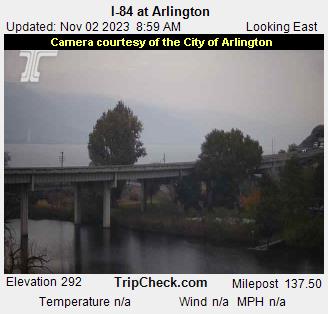 I-84 at Arlington
Updated: Nov 02 2023 8:59 AM Looking East
Camera courtesy of the City of Arlington
Elevation 292 TripCheck.com Milepost 137.50
Temperature n/a Wind n/a MPH n/a